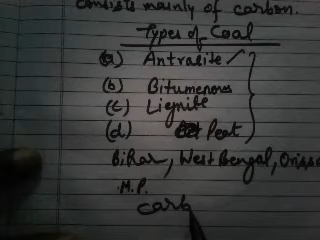 consists mainly of carbon.
Types of Coal
(a) Antrasite
(b) Bitumenous
(c) Lignite
(d) Peat
Bihar, West Bengal, Orissa
M.P.
carb